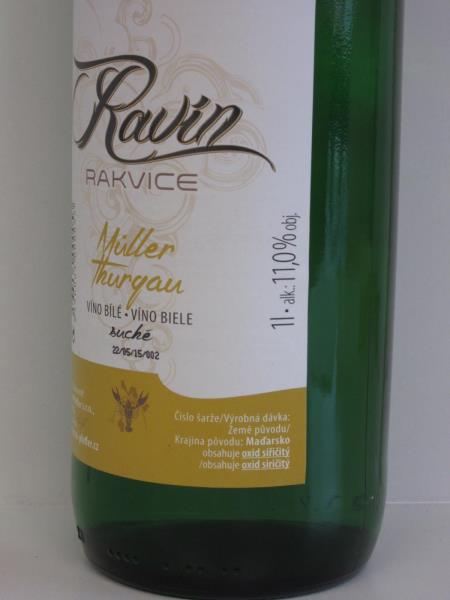 Ravín
RAKVICE
Müller
Thurgau
VÍNO BÍLÉ • VÍNO BIELE
suché
22/05/15/002
1l • alk.: 11,0% obj.
Číslo šarže/Výrobná dávka:
Země původu/
Krajina pôvodu: Maďarsko
obsahuje oxid siřičitý
/obsahuje oxid siričitý
s.r.o.,